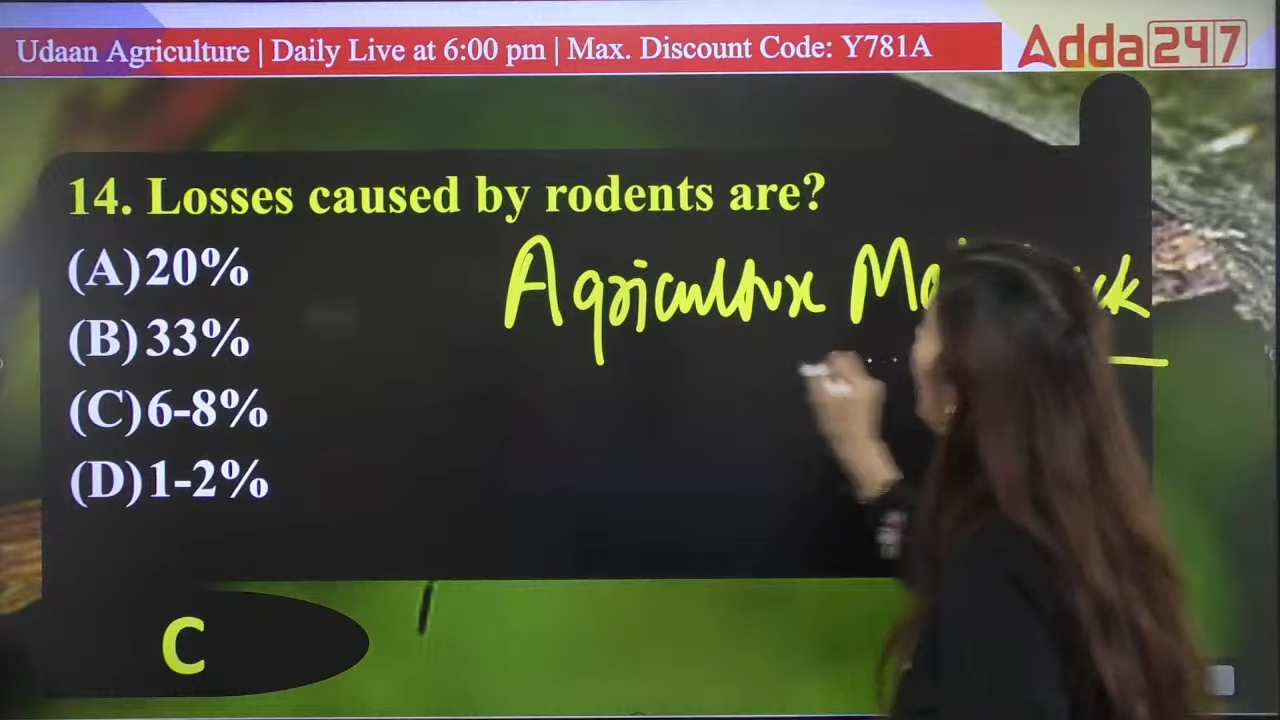 Udaan Agriculture | Daily Live at 6:00 pm | Max. Discount Code: Y781A
Adda247
14. Losses caused by rodents are?
Agriculture
(A) 20%
(B) 33%
(C) 6-8%
(D) 1-2%
C